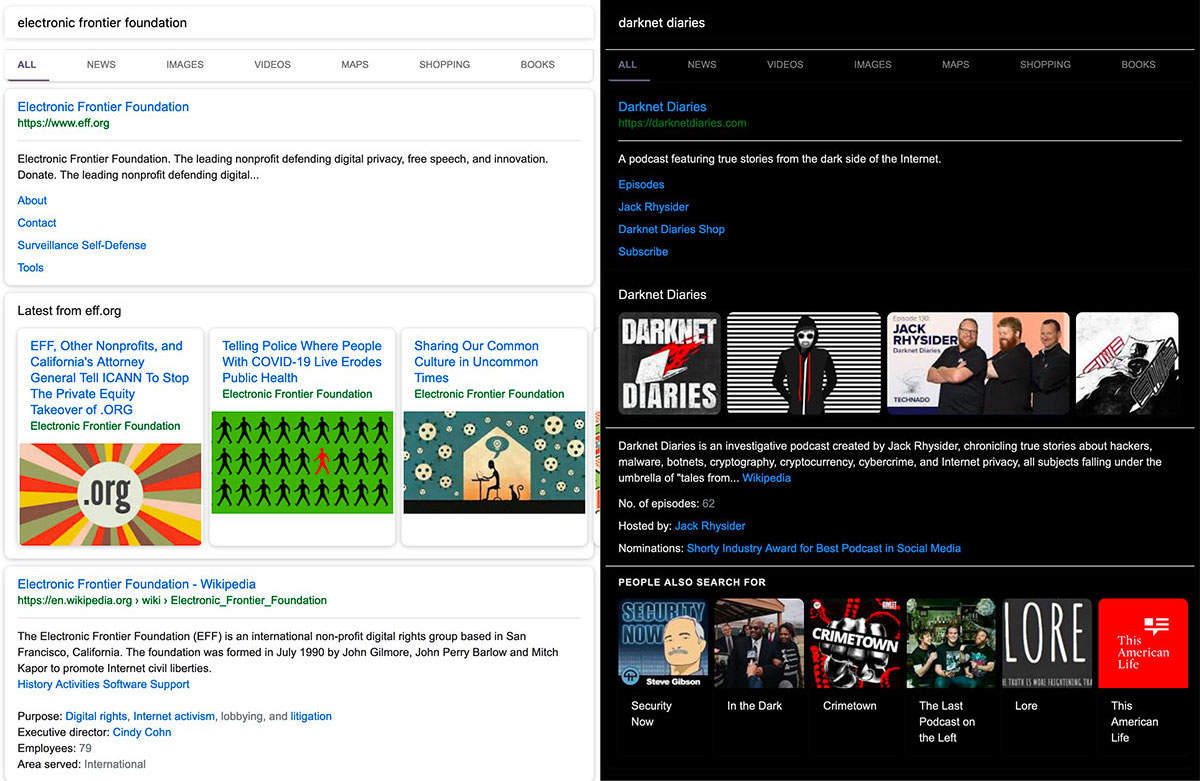 electronic frontier foundation
ALL NEWS IMAGES VIDEOS MAPS SHOPPING BOOKS
Electronic Frontier Foundation
https://www.eff.org
Electronic Frontier Foundation. The leading nonprofit defending digital privacy, free speech, and innovation.
Donate. The leading nonprofit defending digital...
About
Contact
Surveillance Self-Defense
Tools
Latest from eff.org
EFF, Other Nonprofits, and
California's Attorney
General Tell ICANN To Stop
The Private Equity
Takeover of .ORG
Electronic Frontier Foundation
.org
Telling Police Where People
With COVID-19 Live Erodes
Public Health
Electronic Frontier Foundation
Sharing Our Common
Culture in Uncommon
Times
Electronic Frontier Foundation
Electronic Frontier Foundation - Wikipedia
https://en.wikipedia.org › wiki › Electronic_Frontier_Foundation
The Electronic Frontier Foundation (EFF) is an international non-profit digital rights group based in San
Francisco, California. The foundation was formed in July 1990 by John Gilmore, John Perry Barlow and Mitch
Kapor to promote Internet civil liberties.
History Activities Software Support
Purpose: Digital rights, Internet activism, lobbying, and litigation
Executive director: Cindy Cohn
Employees: 79
Area served: International
darknet diaries
ALL NEWS VIDEOS IMAGES MAPS SHOPPING BOOKS
Darknet Diaries
https://darknetdiaries.com
A podcast featuring true stories from the dark side of the Internet.
Episodes
Jack Rhysider
Darknet Diaries Shop
Subscribe
Darknet Diaries
DARKNET
DIARIES
Episode 130:
JACK
RHYSIDER
Darknet Diaries
TECHNADO
Darknet Diaries is an investigative podcast created by Jack Rhysider, chronicling true stories about hackers,
malware, botnets, cryptography, cryptocurrency, cybercrime, and Internet privacy, all subjects falling under the
umbrella of "tales from... Wikipedia
No. of episodes: 62
Hosted by: Jack Rhysider
Nominations: Shorty Industry Award for Best Podcast in Social Media
PEOPLE ALSO SEARCH FOR
SECURITY
NOW
Steve Gibson
Security
Now
In the Dark
GIMLET
CRIMETOWN
Crimetown
The Last
Podcast on
the Left
LORE
THE TRUTH IS MORE FRIGHTENING THA
Lore
This
American
Life
This
American
Life